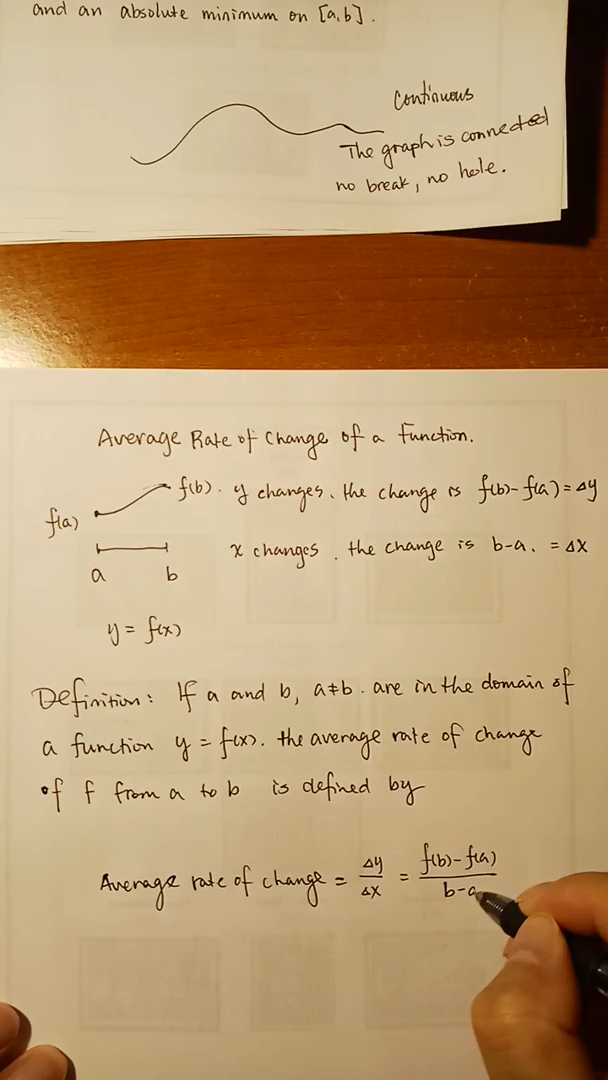 and an absolute minimum on [a,b].
Continuous
The graph is connected
no break, no hole.
Average Rate of Change of a Function.
f(a)
f(b). y changes. the change is f(b)-f(a)=Δy
x changes. the change is b-a. = Δx
a b
y = f(x)
Definition: If a and b, a≠b. are in the domain of
a function y = f(x). the average rate of change
of f from a to b is defined by
Average rate of change = Δy/Δx = f(b)-f(a)/b-a